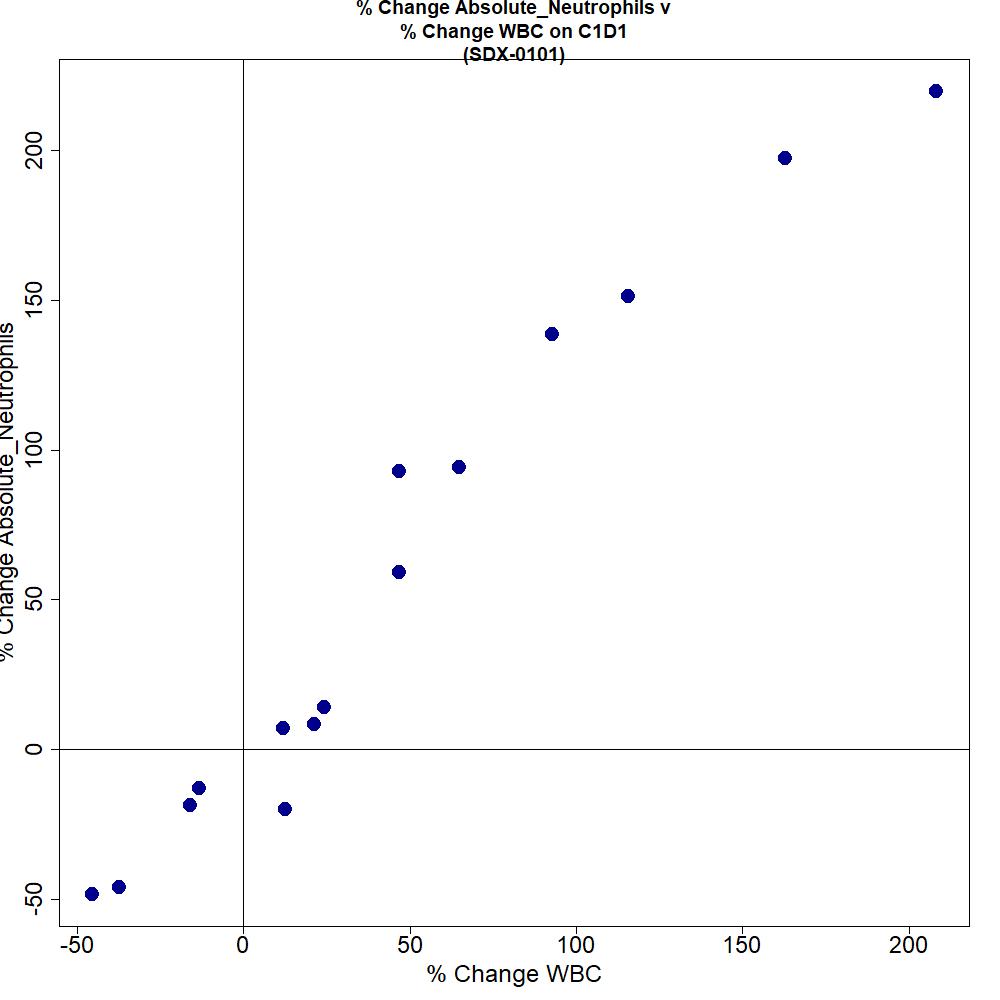 % Change Absolute_Neutrophils v
% Change WBC on C1D1
(SDX-0101)
% Change Absolute_Neutrophils
200
150
100
50
0
-50
-50 0 50 100 150 200
% Change WBC